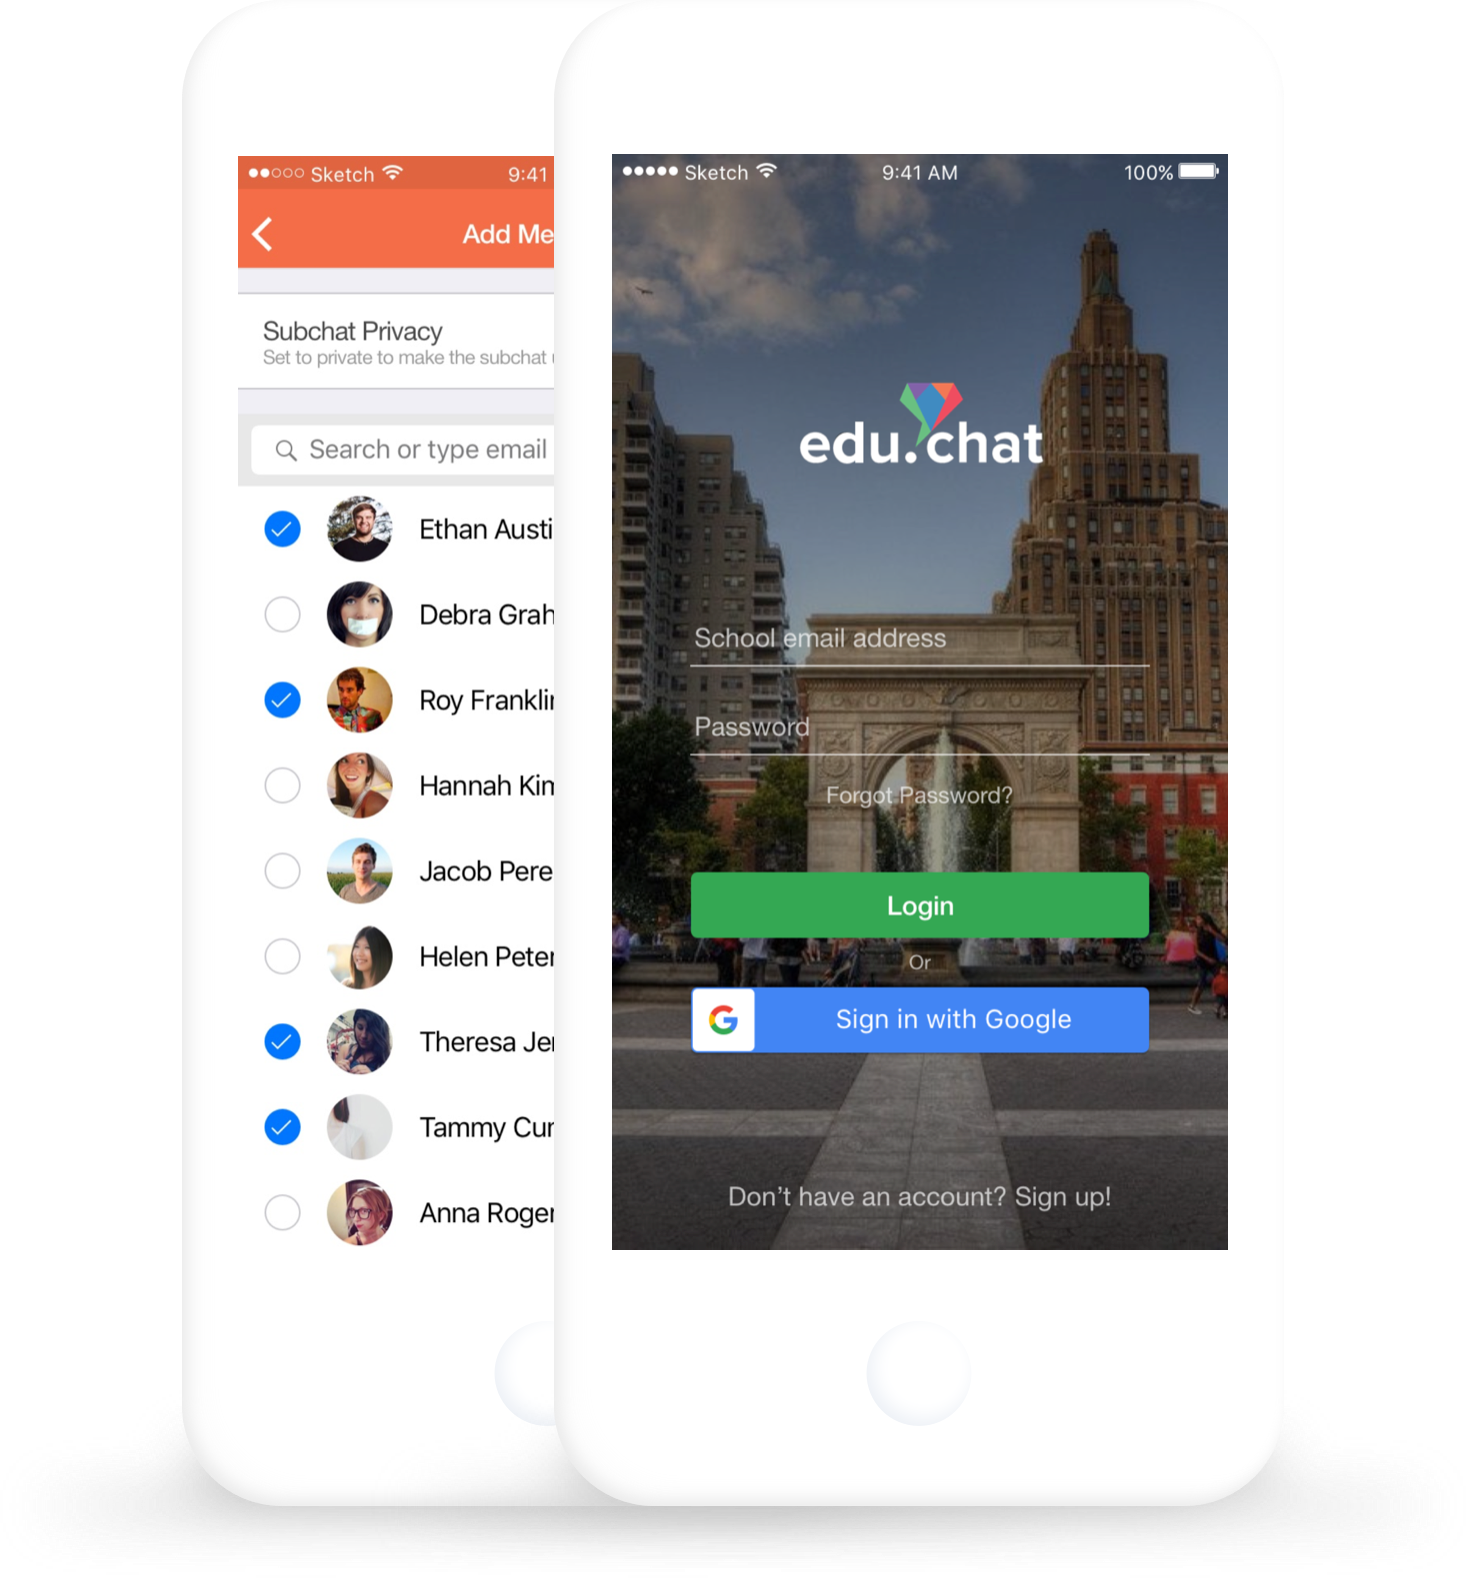 Sketch
9:41
Add Me
Subchat Privacy
Set to private to make the subchat
Search or type email
Ethan Austi
Debra Grah
Roy Franklin
Hannah Kim
Jacob Pere
Helen Peter
Theresa Je
Tammy Cur
Anna Roger
Sketch
9:41 AM
100%
edu.chat
School email address
Password
Forgot Password?
Login
Or
G
Sign in with Google
Don't have an account? Sign up!